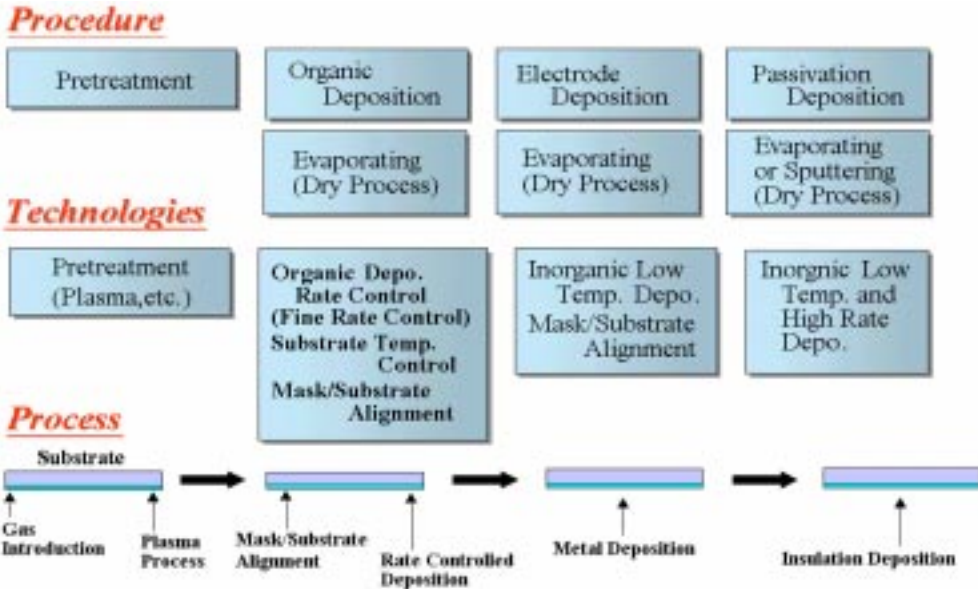 Procedure
Pretreatment
Organic
Deposition
Electrode
Deposition
Passivation
Deposition
Evaporating
(Dry Process)
Evaporating
(Dry Process)
Evaporating
or Sputtering
(Dry Process)
Technologies
Pretreatment
(Plasma,etc.)
Organic Depo.
Rate Control
(Fine Rate Control)
Substrate Temp.
Control
Mask/Substrate
Alignment
Inorganic Low
Temp. Depo.
Mask/Substrate
Alignment
Inorgnic Low
Temp. and
High Rate
Depo.
Process
Substrate
Gas
Introduction
Plasma
Process
Mask/Substrate
Alignment
Rate Controlled
Deposition
Metal Deposition
Insulation Deposition